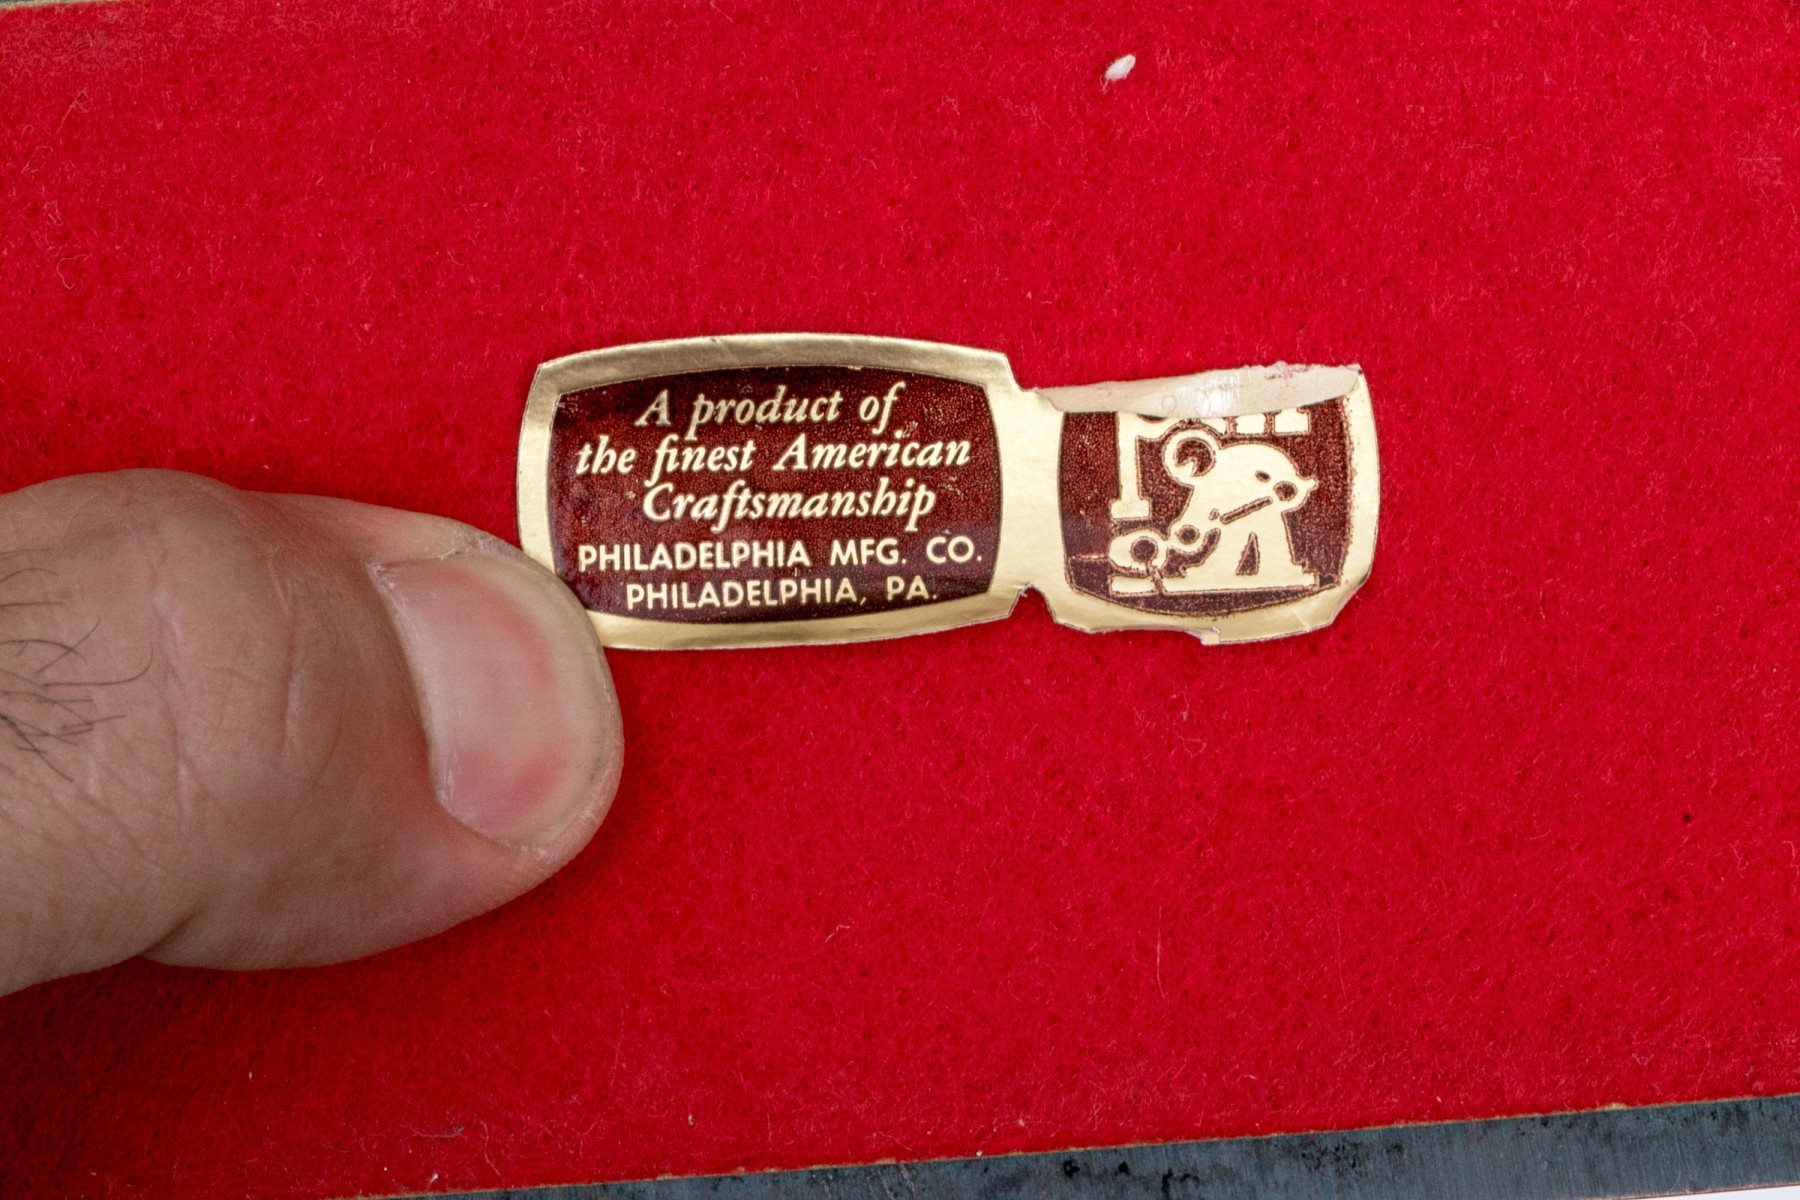 A product of
the finest American
Craftsmanship
PHILADELPHIA MFG. CO.
PHILADELPHIA, PA.